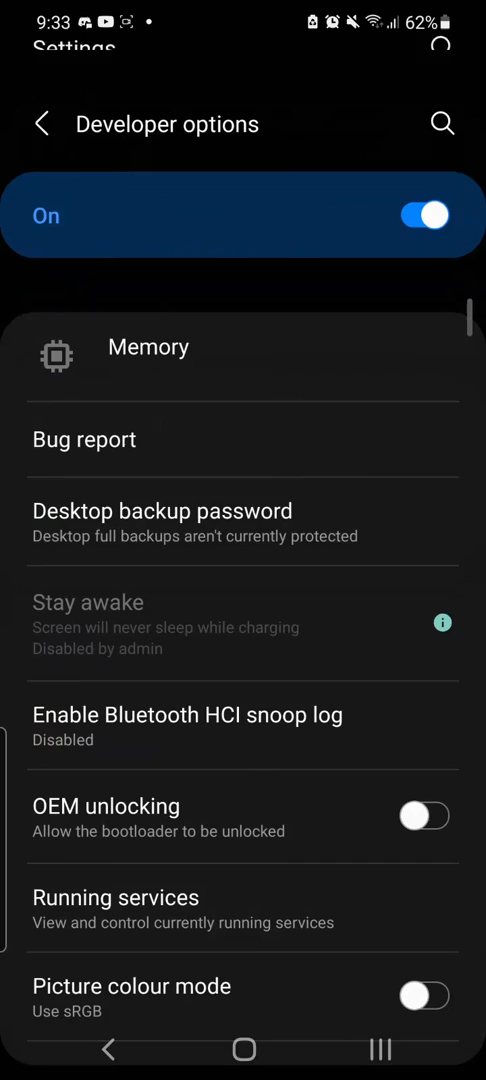 9:33
62%
Settings
Developer options
On
Memory
Bug report
Desktop backup password
Desktop full backups aren't currently protected
Stay awake
Screen will never sleep while charging
Disabled by admin
Enable Bluetooth HCI snoop log
Disabled
OEM unlocking
Allow the bootloader to be unlocked
Running services
View and control currently running services
Picture colour mode
Use sRGB